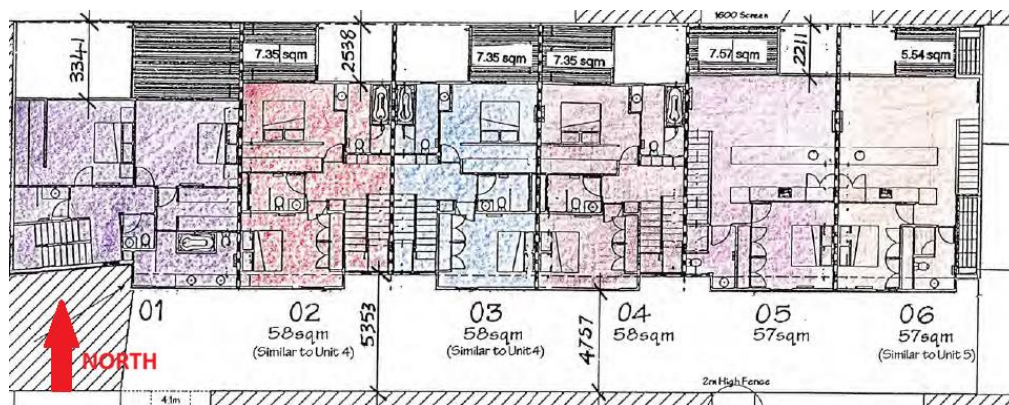 1600 Screen
3341
7.35 sqm
2538
7.35 sqm
7.35 sqm
7.57 sqm
2211
5.54 sqm
01
02
58sqm
(Similar to Unit 4)
5353
03
58sqm
(Similar to Unit 4)
4757
04
58sqm
05
57sqm
06
57sqm
(Similar to Unit 5)
NORTH
2m High Fence
4.1m